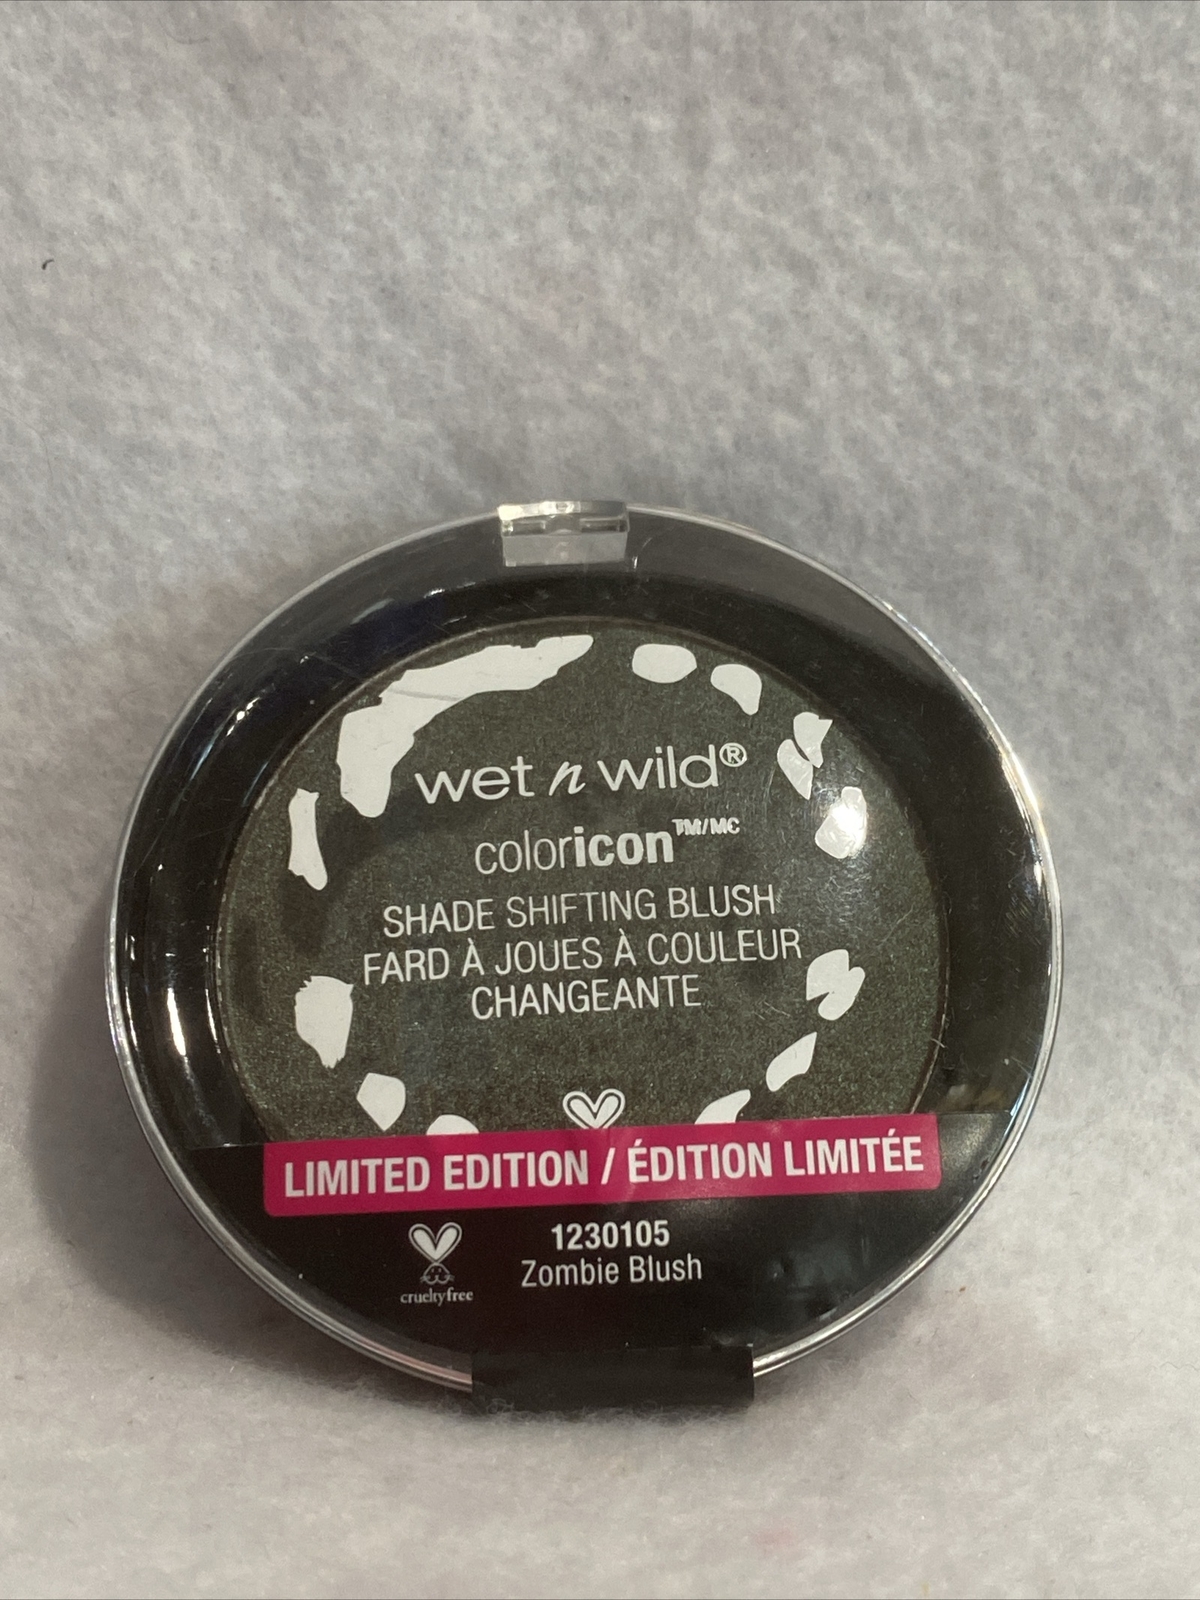 wet n wild®
coloricon™/MC
SHADE SHIFTING BLUSH
FARD À JOUES À COULEUR
CHANGEANTE
LIMITED EDITION / ÉDITION LIMITÉE
1230105
Zombie Blush
crueltyfree